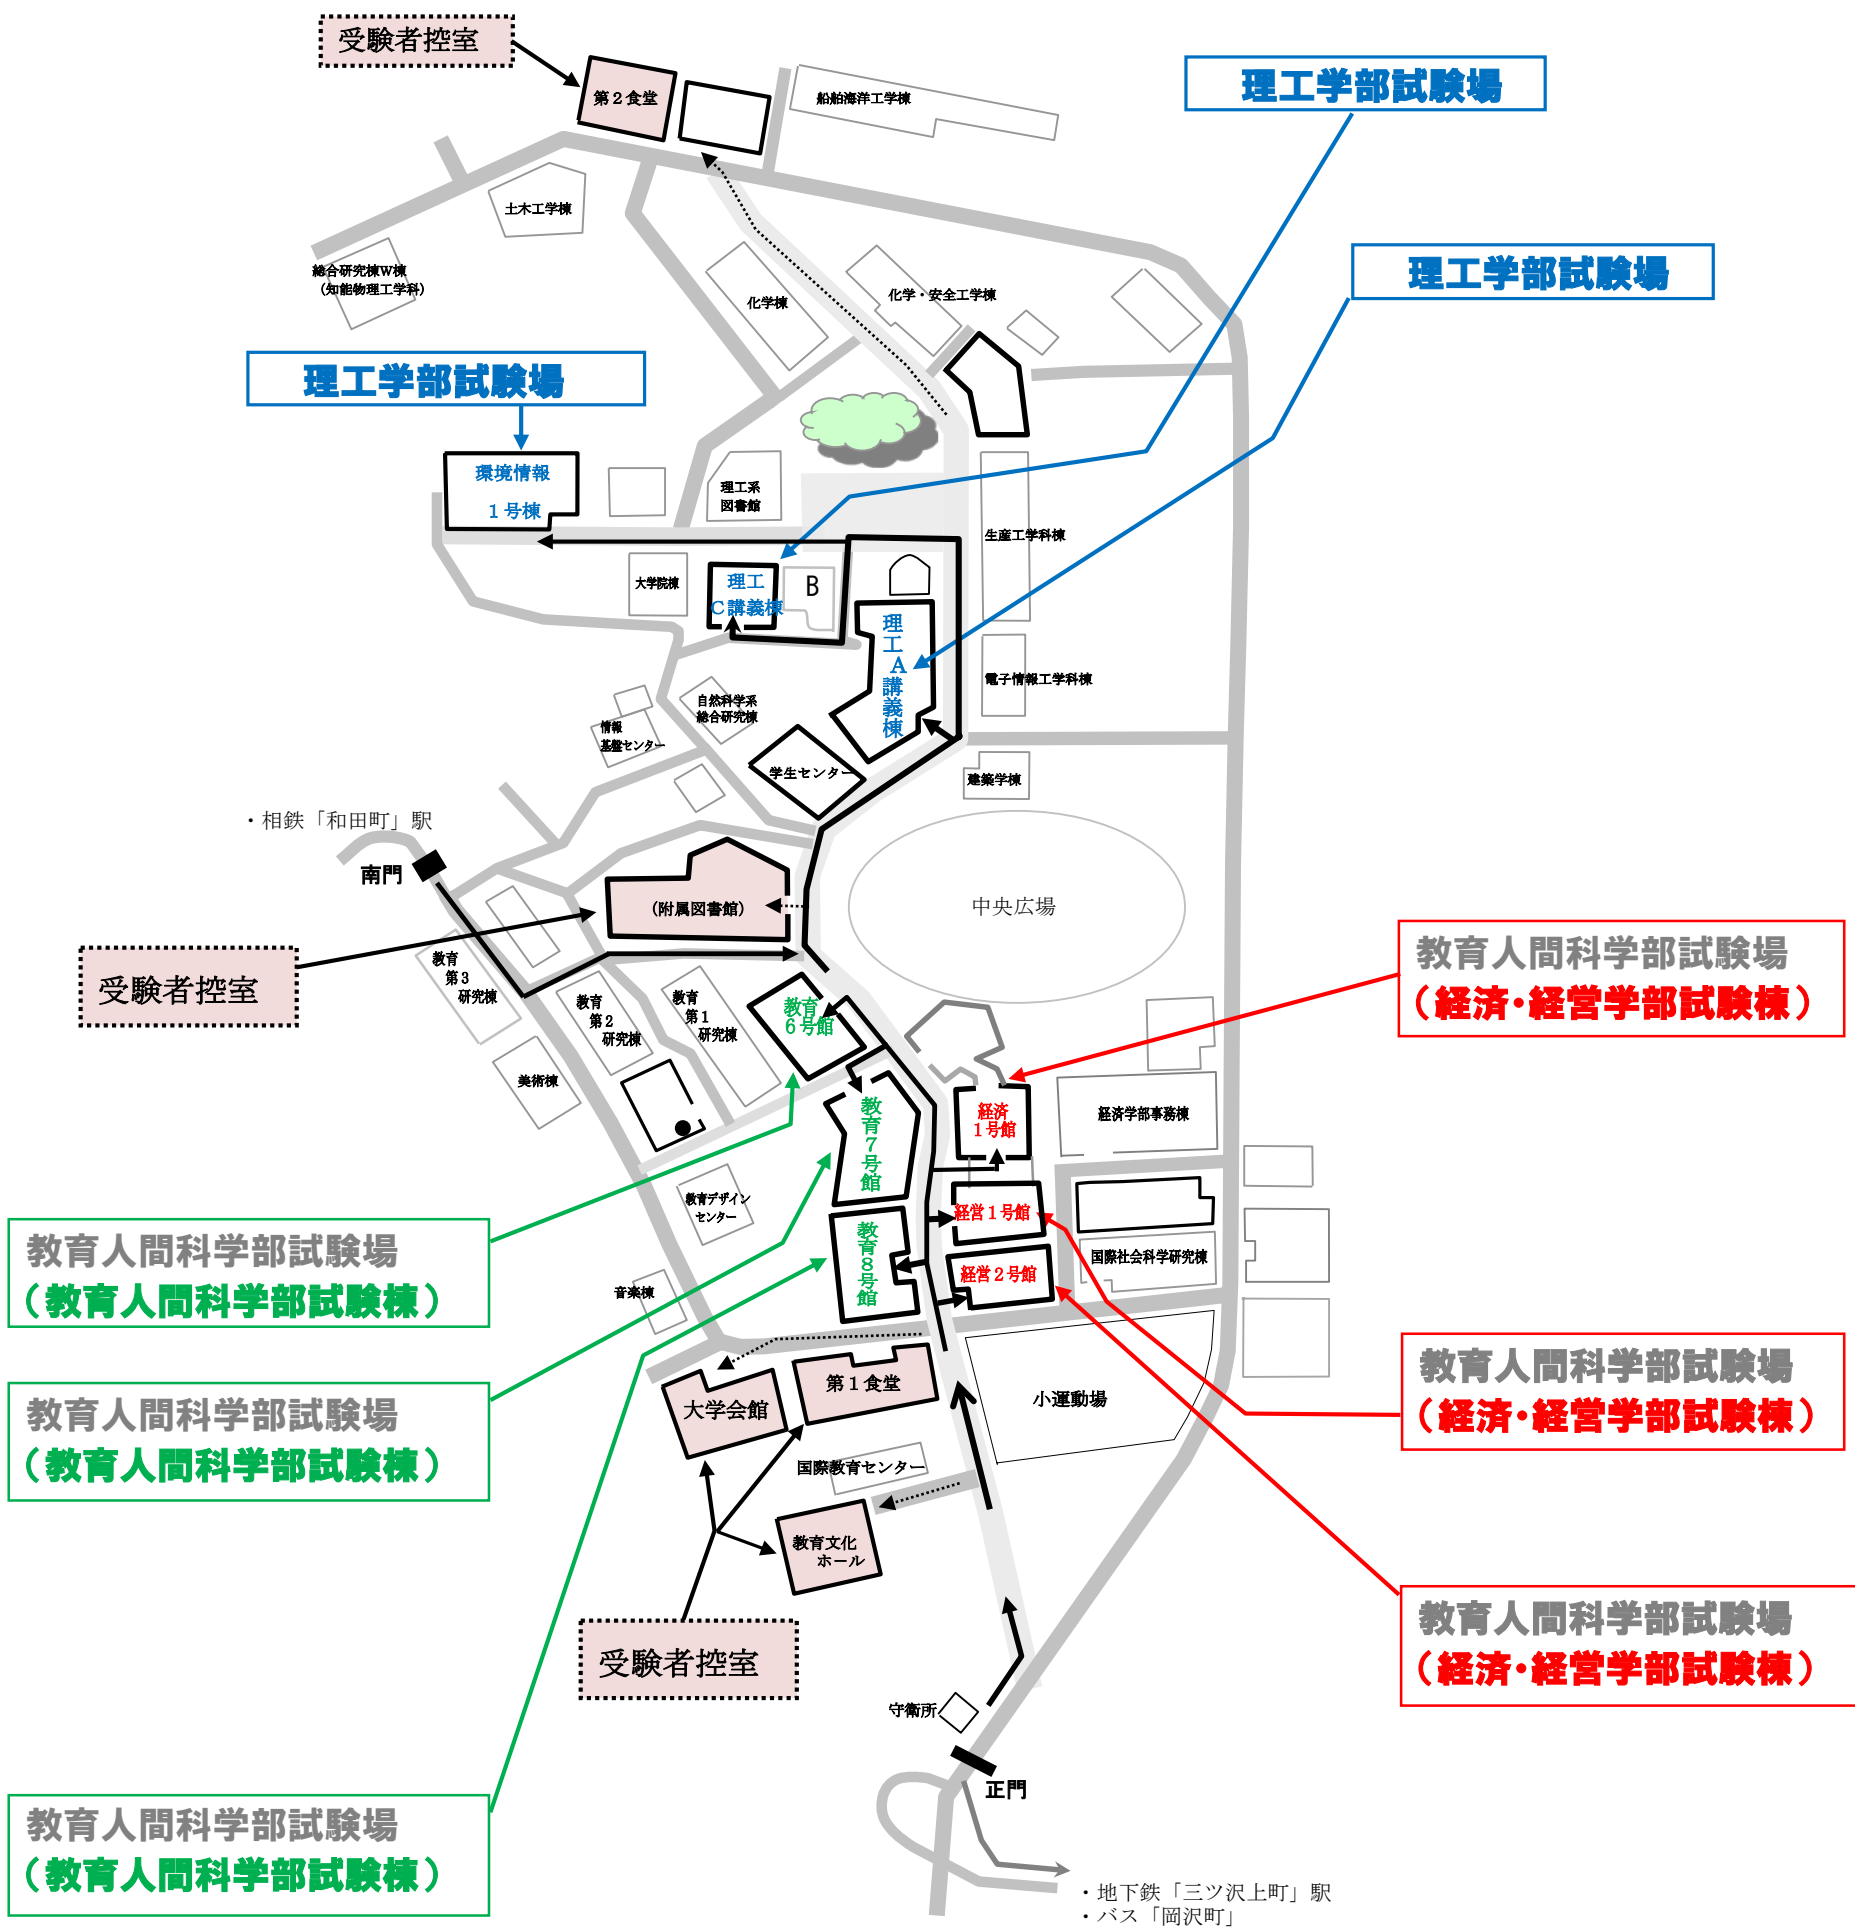 受験者控室
第２食堂
船舶海洋工学棟
理工学部試験場
土木工学棟
総合研究棟W棟
（知能物理工学科）
化学棟
化学・安全工学棟
理工学部試験場
理工学部試験場
環境情報
１号棟
理工系
図書館
生産工学科棟
大学院棟
理工
Ｃ講義棟
B
理工Ａ講義棟
電子情報工学科棟
自然科学系
総合研究棟
情報
基盤センター
学生センター
建築学棟
・相鉄「和田町」駅
南門
（附属図書館）
中央広場
受験者控室
教育
第３
研究棟
教育
第２
研究棟
教育
第１
研究棟
教育
６号館
教育人間科学部試験場
（経済・経営学部試験棟）
美術棟
教育７号館
経済
１号館
経済学部事務棟
教育デザイン
センター
経営１号館
教育８号館
国際社会科学研究棟
経営２号館
教育人間科学部試験場
（教育人間科学部試験棟）
音楽棟
教育人間科学部試験場
（経済・経営学部試験棟）
第１食堂
大学会館
小運動場
教育人間科学部試験場
（教育人間科学部試験棟）
国際教育センター
教育文化
ホール
受験者控室
教育人間科学部試験場
（経済・経営学部試験棟）
守衛所
正門
教育人間科学部試験場
（教育人間科学部試験棟）
・地下鉄「三ツ沢上町」駅
・バス「岡沢町」